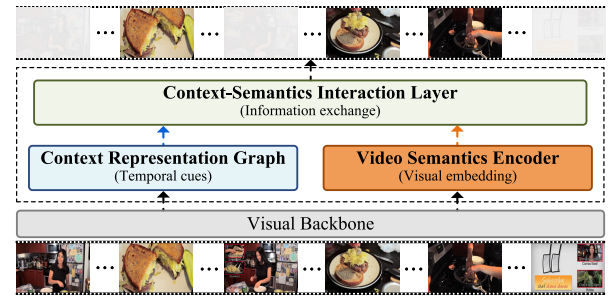 Context-Semantics Interaction Layer
(Information exchange)
Context Representation Graph
(Temporal cues)
Video Semantics Encoder
(Visual embedding)
Visual Backbone